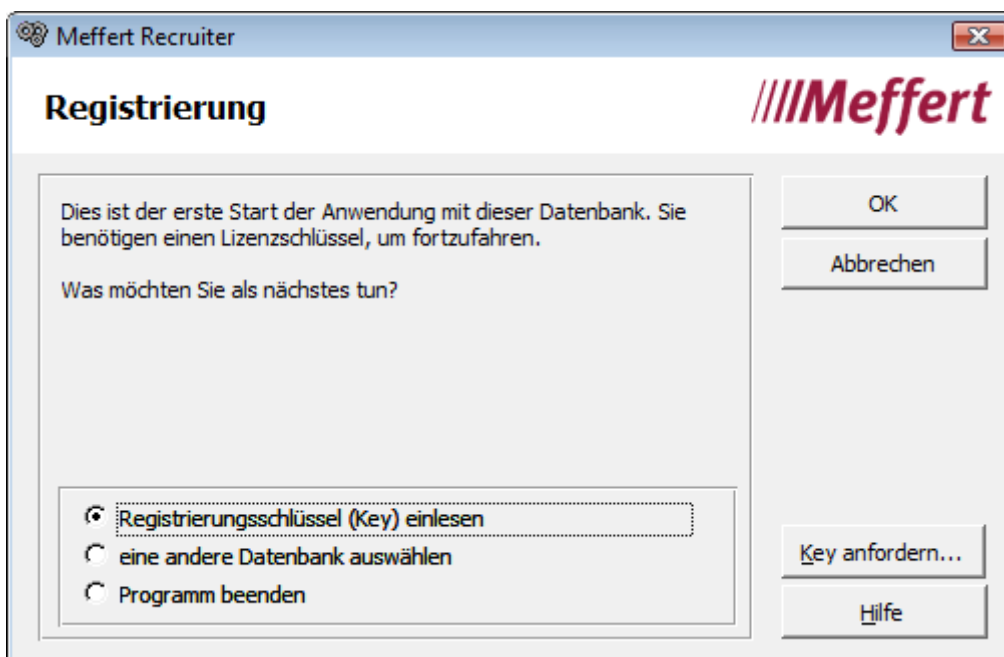 Meffert Recruiter
Registrierung
Meffert
Dies ist der erste Start der Anwendung mit dieser Datenbank. Sie
benötigen einen Lizenzschlüssel, um fortzufahren.
Was möchten Sie als nächstes tun?
Registrierungsschlüssel (Key) einlesen
eine andere Datenbank auswählen
Programm beenden
OK
Abbrechen
Key anfordern...
Hilfe